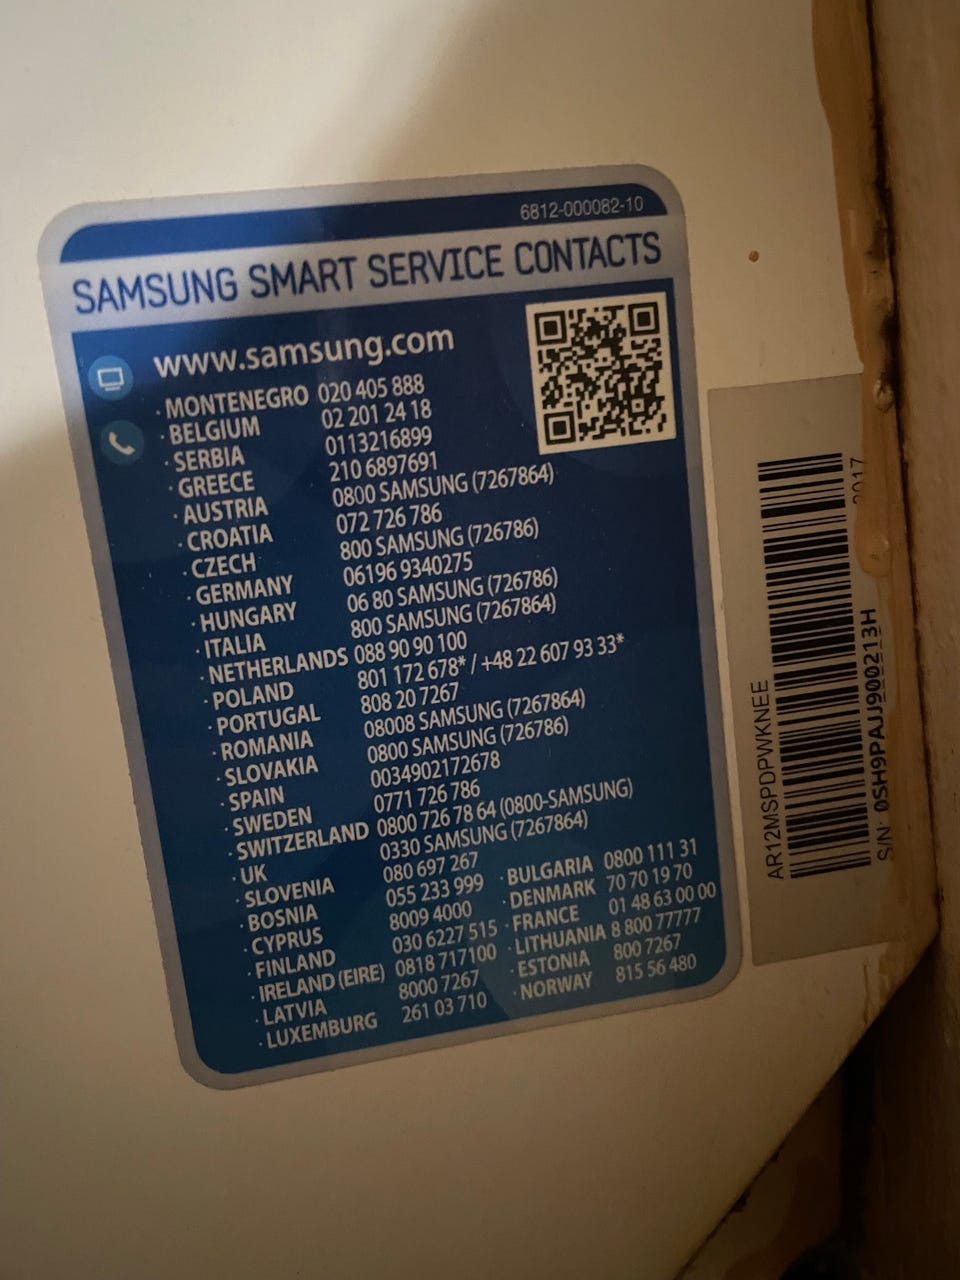 6812-000082-10
SAMSUNG SMART SERVICE CONTACTS
www.samsung.com
· MONTENEGRO 020 405 888
· BELGIUM 02 201 24 18
· SERBIA 0113216899
· GREECE 210 6897691
· AUSTRIA 0800 SAMSUNG (7267864)
· CROATIA 072 726 786
· CZECH 800 SAMSUNG (726786)
· GERMANY 06196 9340275
· HUNGARY 06 80 SAMSUNG (726786)
· ITALIA 800 SAMSUNG (7267864)
· NETHERLANDS 088 90 90 100
· POLAND 801 172 678* / +48 22 607 93 33*
· PORTUGAL 808 20 7267
· ROMANIA 08008 SAMSUNG (7267864)
· SLOVAKIA 0800 SAMSUNG (726786)
· SPAIN 0034902172678
· SWEDEN 0771 726 786
· SWITZERLAND 0800 726 78 64 (0800-SAMSUNG)
· UK 0330 SAMSUNG (7267864)
· SLOVENIA 080 697 267
· BOSNIA 055 233 999
· CYPRUS 8009 4000
· FINLAND 030 6227 515
· IRELAND (EIRE) 0818 717100
· LATVIA 8000 7267
· LUXEMBURG 261 03 710
· BULGARIA 0800 111 31
· DENMARK 70 70 19 70
· FRANCE 01 48 63 00 00
· LITHUANIA 8 800 77777
· ESTONIA 800 7267
· NORWAY 815 56 480
AR12MSPDPWKNEE
S/N: 0SH9PAJJ900213H
2017